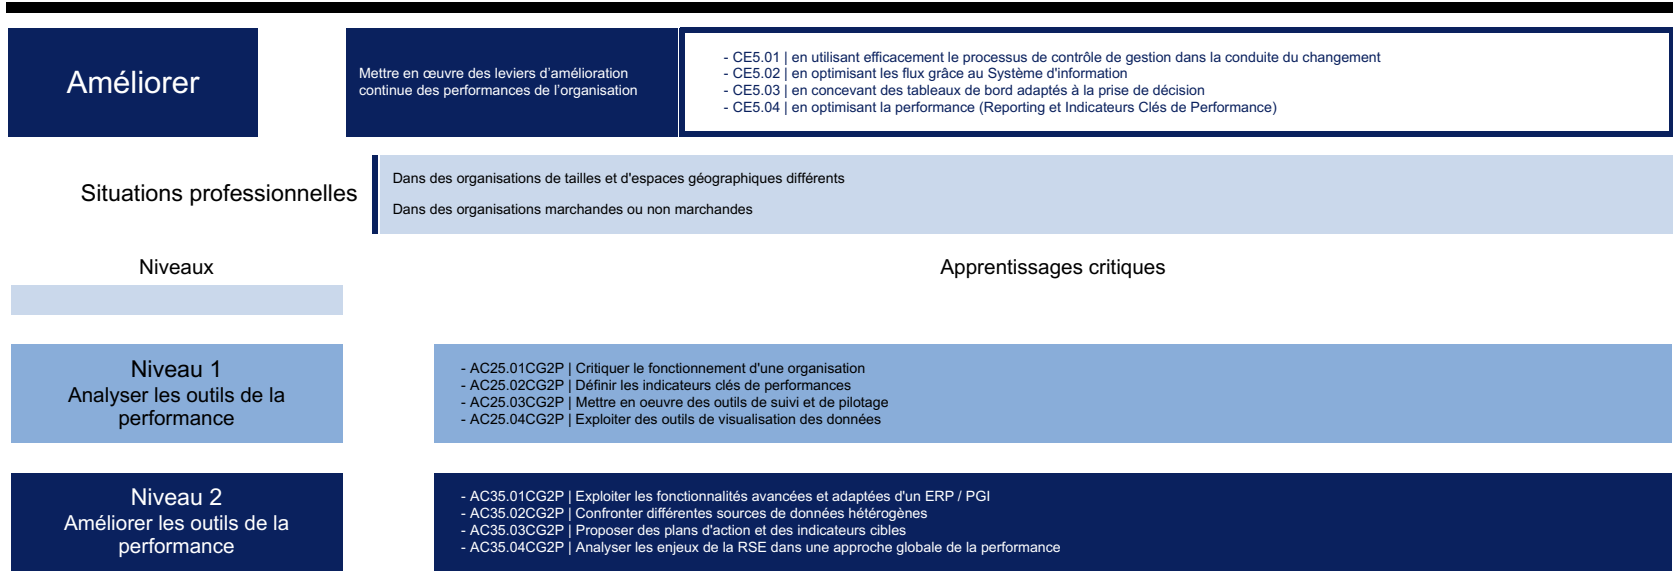 Améliorer
Mettre en œuvre des leviers d’amélioration
continue des performances de l’organisation
- CE5.01 | en utilisant efficacement le processus de contrôle de gestion dans la conduite du changement
- CE5.02 | en optimisant les flux grâce au Système d'information
- CE5.03 | en concevant des tableaux de bord adaptés à la prise de décision
- CE5.04 | en optimisant la performance (Reporting et Indicateurs Clés de Performance)
Situations professionnelles
Dans des organisations de tailles et d'espaces géographiques différents
Dans des organisations marchandes ou non marchandes
Niveaux
Apprentissages critiques
Niveau 1
Analyser les outils de la
performance
- AC25.01CG2P | Critiquer le fonctionnement d'une organisation
- AC25.02CG2P | Définir les indicateurs clés de performances
- AC25.03CG2P | Mettre en oeuvre des outils de suivi et de pilotage
- AC25.04CG2P | Exploiter des outils de visualisation des données
Niveau 2
Améliorer les outils de la
performance
- AC35.01CG2P | Exploiter les fonctionnalités avancées et adaptées d'un ERP / PGI
- AC35.02CG2P | Confronter différentes sources de données hétérogènes
- AC35.03CG2P | Proposer des plans d'action et des indicateurs cibles
- AC35.04CG2P | Analyser les enjeux de la RSE dans une approche globale de la performance